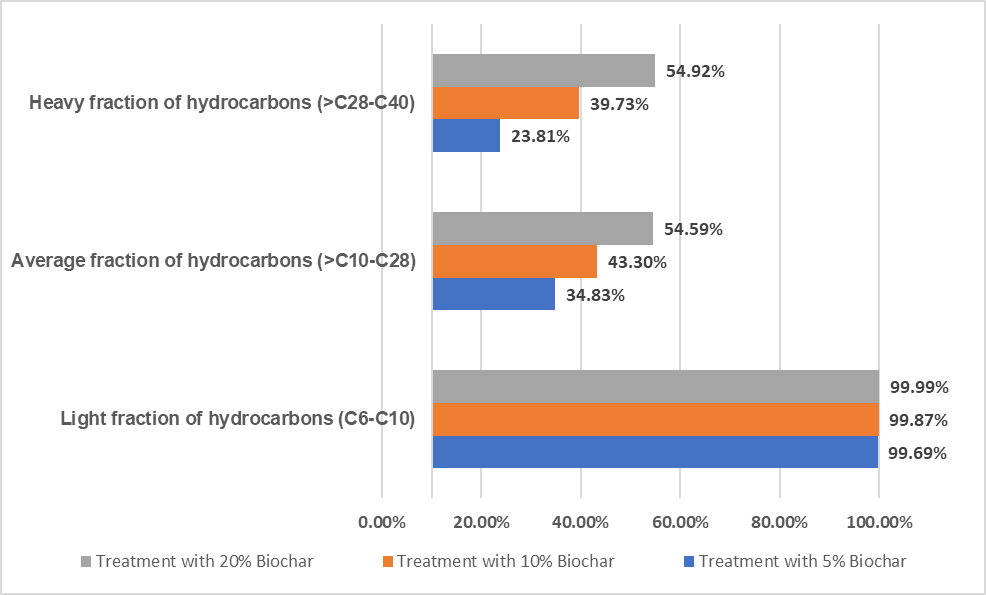 54.92%
Heavy fraction of hydrocarbons (>C28-C40)
39.73%
23.81%
54.59%
Average fraction of hydrocarbons (>C10-C28)
43.30%
34.83%
99.99%
Light fraction of hydrocarbons (C6-C10)
99.87%
99.69%
0.00% 20.00% 40.00% 60.00% 80.00% 100.00%
Treatment with 20% Biochar Treatment with 10% Biochar Treatment with 5% Biochar